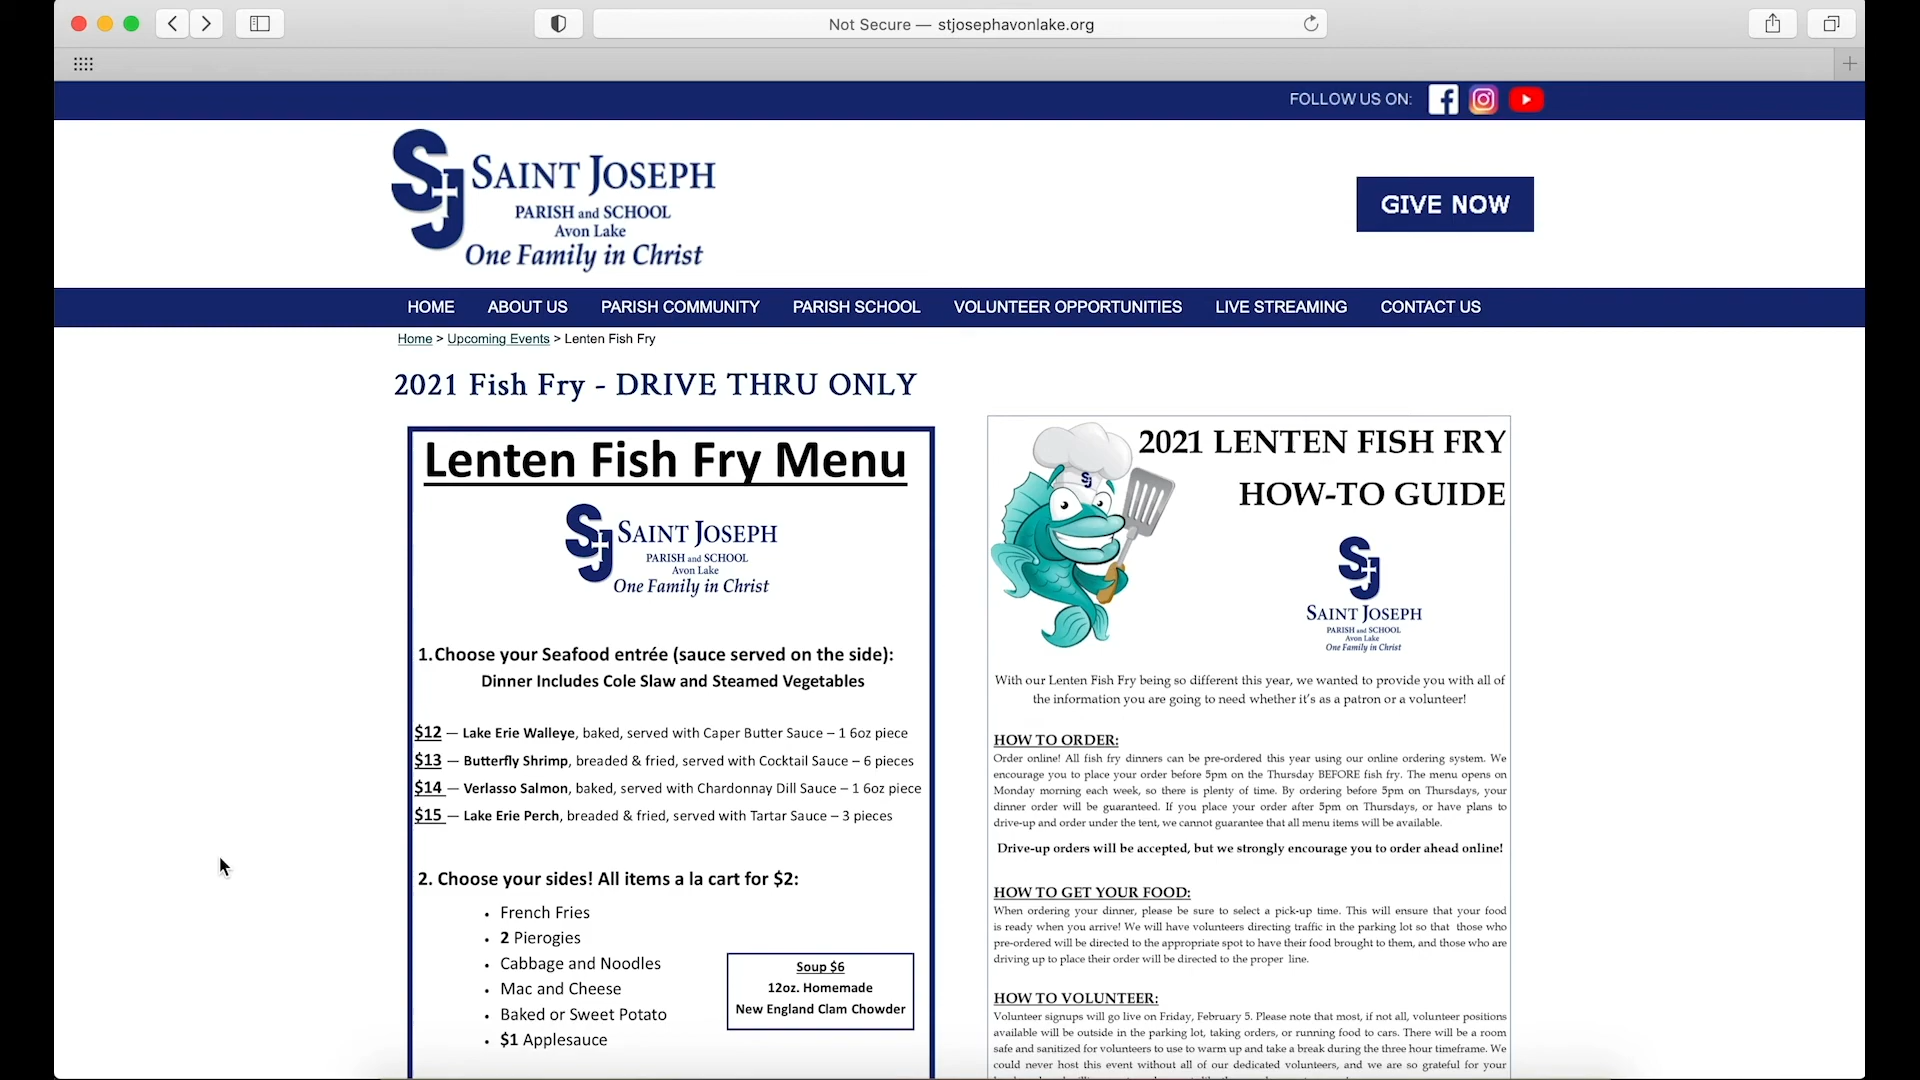 Not Secure — stjosephavonlake.org
FOLLOW US ON:
SJ SAINT JOSEPH
PARISH and SCHOOL
Avon Lake
One Family in Christ
GIVE NOW
HOME ABOUT US PARISH COMMUNITY PARISH SCHOOL VOLUNTEER OPPORTUNITIES LIVE STREAMING CONTACT US
Home > Upcoming Events > Lenten Fish Fry
2021 Fish Fry - DRIVE THRU ONLY
Lenten Fish Fry Menu
SJ SAINT JOSEPH
PARISH and SCHOOL
Avon Lake
One Family in Christ
1.Choose your Seafood entrée (sauce served on the side):
Dinner Includes Cole Slaw and Steamed Vegetables
$12 — Lake Erie Walleye, baked, served with Caper Butter Sauce – 1 6oz piece
$13 — Butterfly Shrimp, breaded & fried, served with Cocktail Sauce – 6 pieces
$14 — Verlasso Salmon, baked, served with Chardonnay Dill Sauce – 1 6oz piece
$15 — Lake Erie Perch, breaded & fried, served with Tartar Sauce – 3 pieces
2. Choose your sides! All items a la cart for $2:
• French Fries
• 2 Pierogies
• Cabbage and Noodles
• Mac and Cheese
• Baked or Sweet Potato
• $1 Applesauce
Soup $6
12oz. Homemade
New England Clam Chowder
2021 LENTEN FISH FRY
HOW-TO GUIDE
SJ
SJ
SAINT JOSEPH
PARISH and SCHOOL
Avon Lake
One Family in Christ
With our Lenten Fish Fry being so different this year, we wanted to provide you with all of
the information you are going to need whether it's as a patron or a volunteer!
HOW TO ORDER:
Order online! All fish fry dinners can be pre-ordered this year using our online ordering system. We
encourage you to place your order before 5pm on the Thursday BEFORE fish fry. The menu opens on
Monday morning each week, so there is plenty of time. By ordering before 5pm on Thursdays, your
dinner order will be guaranteed. If you place your order after 5pm on Thursdays, or have plans to
drive-up and order under the tent, we cannot guarantee that all menu items will be available.
Drive-up orders will be accepted, but we strongly encourage you to order ahead online!
HOW TO GET YOUR FOOD:
When ordering your dinner, please be sure to select a pick-up time. This will ensure that your food
is ready when you arrive! We will have volunteers directing traffic in the parking lot so that those who
pre-ordered will be directed to the appropriate spot to have their food brought to them, and those who are
driving up to place their order will be directed to the proper line.
HOW TO VOLUNTEER:
Volunteer signups will go live on Friday, February 5. Please note that most, if not all, volunteer positions
available will be outside in the parking lot, taking orders, or running food to cars. There will be a room
safe and sanitized for volunteers to use to warm up and take a break during the three hour timeframe. We
could never host this event without all of our dedicated volunteers, and we are so grateful for your